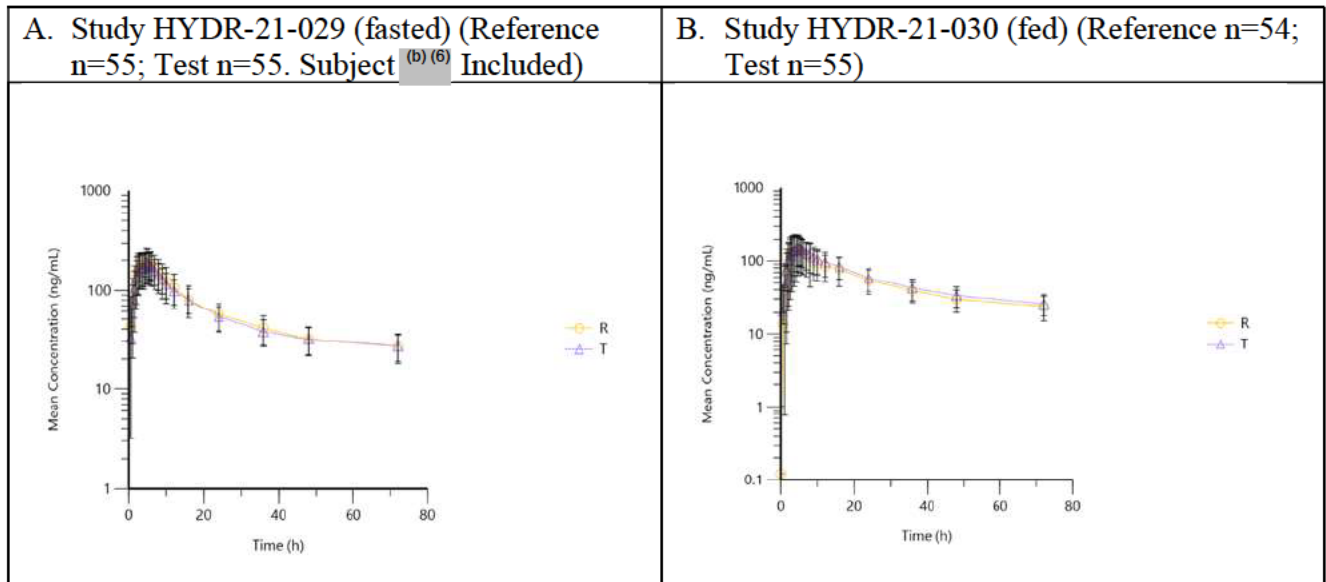 A. Study HYDR-21-029 (fasted) (Reference
n=55; Test n=55. Subject (b) (6) Included)
B. Study HYDR-21-030 (fed) (Reference n=54;
Test n=55)
1000
100
10
1
Mean Concentration (ng/mL)
0
20
40
60
80
Time (h)
R
T
1000
100
10
1
0.1
Mean Concentration (ng/mL)
0
20
40
60
80
Time (h)
R
T